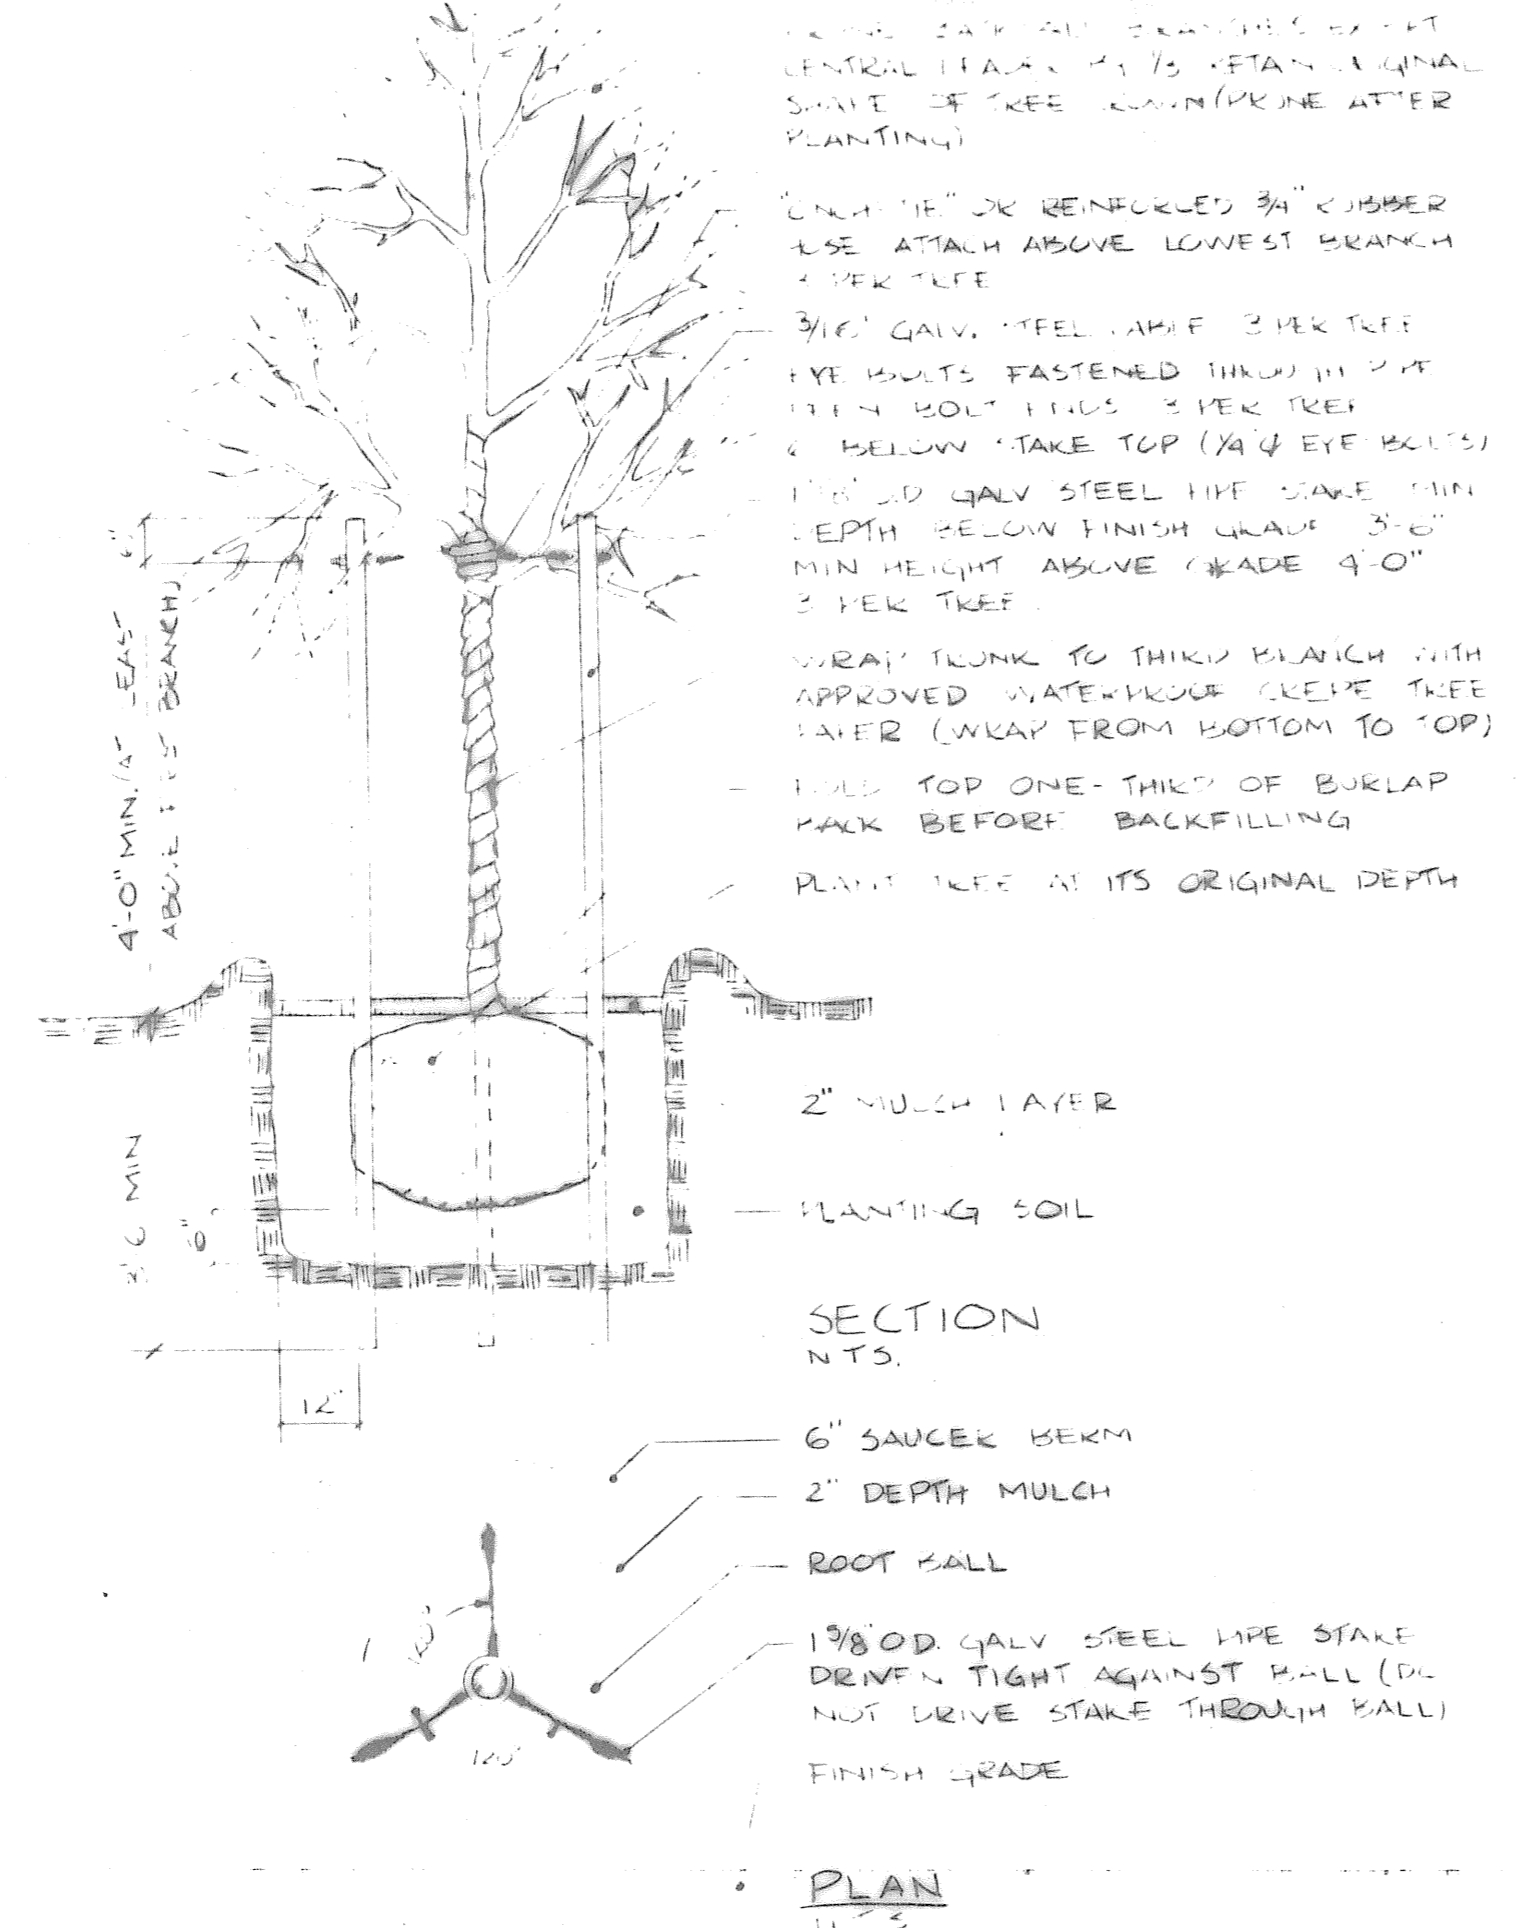 CENTRAL LEADER BY 1/3 RETAIN ORIGINAL
SHAPE OF TREE CROWN (PRUNE AFTER
PLANTING)
OR REINFORCED 3/4" RUBBER
HOSE ATTACH ABOVE LOWEST BRANCH
3 PER TREE
3/16" GALV. STEEL CABLE 3 PER TREE
EYE BOLTS FASTENED THROUGH PIPE
BOLT ENDS 3 PER TREE
BELOW STAKE TOP (1/4"φ EYE BOLTS)
O.D GALV STEEL PIPE STAKE MIN
DEPTH BELOW FINISH GRADE 3'-6"
MIN HEIGHT ABOVE GRADE 4'-0"
3 PER TREE
WRAP TRUNK TO THIRD BRANCH WITH
APPROVED WATERPROOF CREPE TREE
(WRAP FROM BOTTOM TO TOP)
TOP ONE-THIRD OF BURLAP
BACK BEFORE BACKFILLING
PLANT TREE AT ITS ORIGINAL DEPTH
6"
4'-0" MIN. (AT LEAST
ABOVE FIRST BRANCH)
2" MULCH LAYER
3'-6 MIN
6"
PLANTING SOIL
SECTION
NTS.
12"
6" SAUCER BERM
2" DEPTH MULCH
ROOT BALL
1 5/8" OD. GALV STEEL PIPE STAKE
DRIVEN TIGHT AGAINST BALL (DO
NOT DRIVE STAKE THROUGH BALL)
120°
120°
FINISH GRADE
PLAN